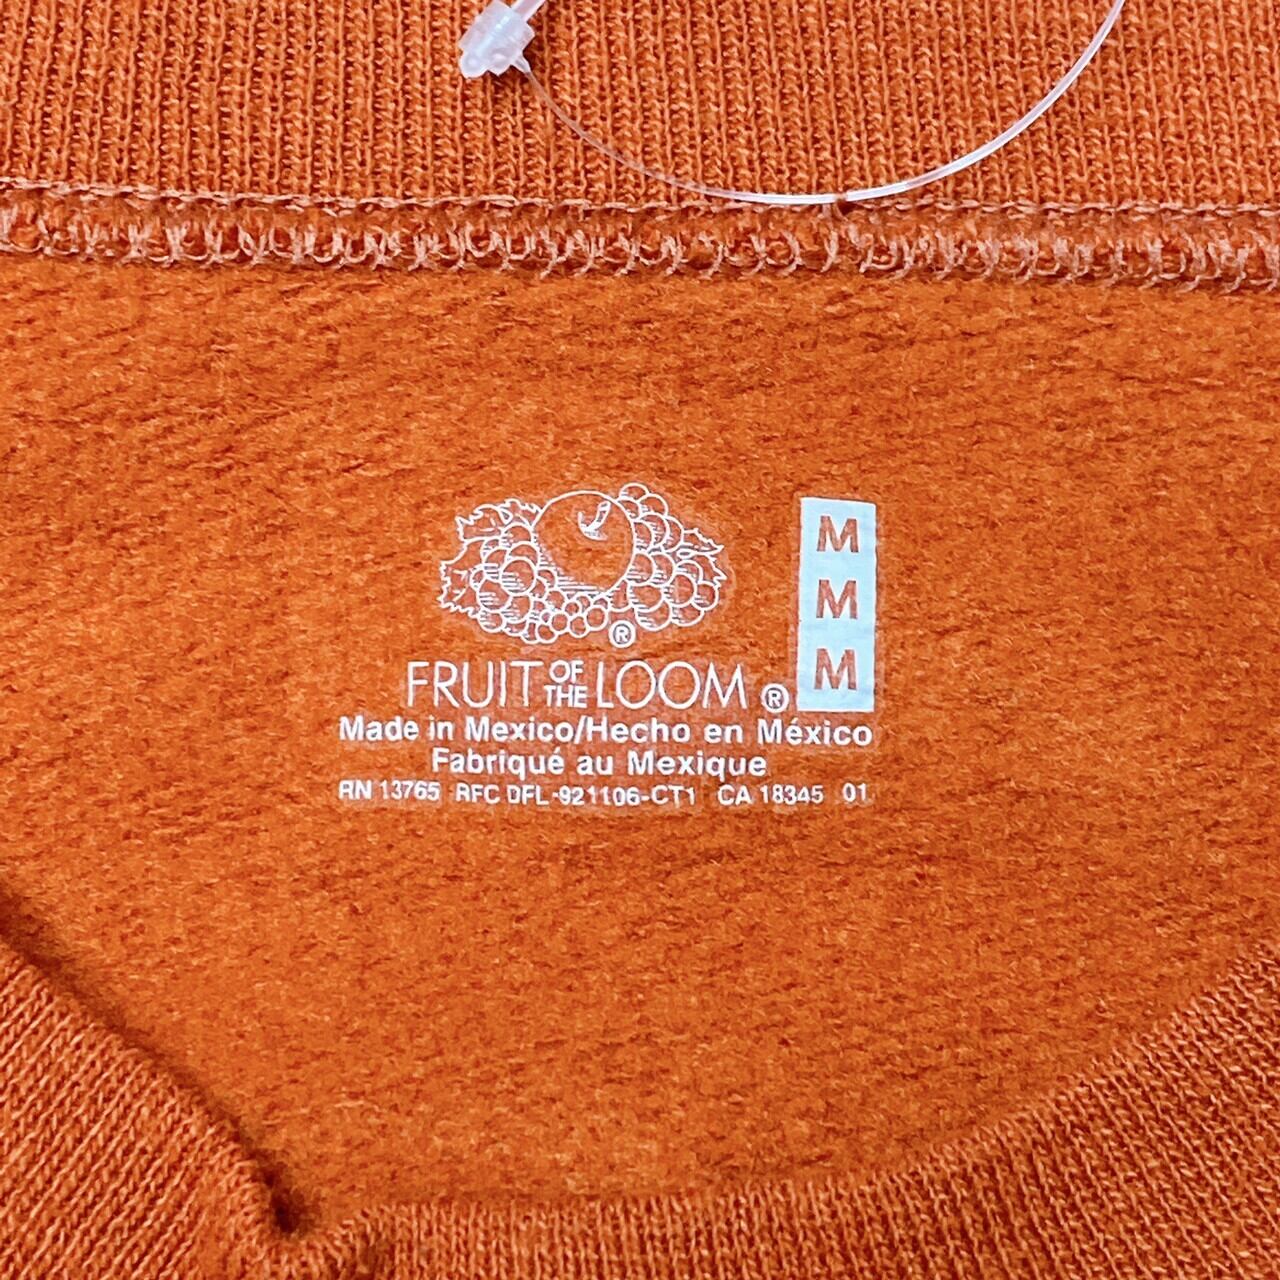 M
M
M
®
FRUIT OF THE LOOM ®
Made in Mexico/Hecho en México
Fabriqué au Mexique
RN 13765 RFC DFL-921106-CT1 CA 18345 01